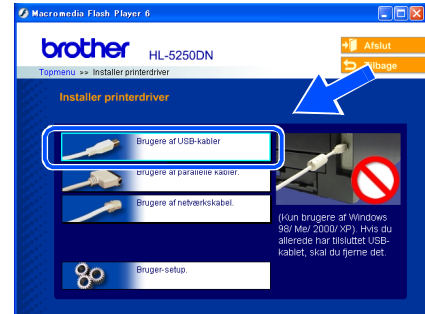 Macromedia Flash Player 6
brother HL-5250DN
Afslut
Tilbage
Topmenu >> Installer printerdriver
Installer printerdriver
Brugere af USB-kabler
Brugere af parallelle kabler.
Brugere af netværkskabel.
Bruger-setup.
(Kun brugere af Windows
98/ Me/ 2000/ XP). Hvis du
allerede har tilsluttet USB-
kablet, skal du fjerne det.